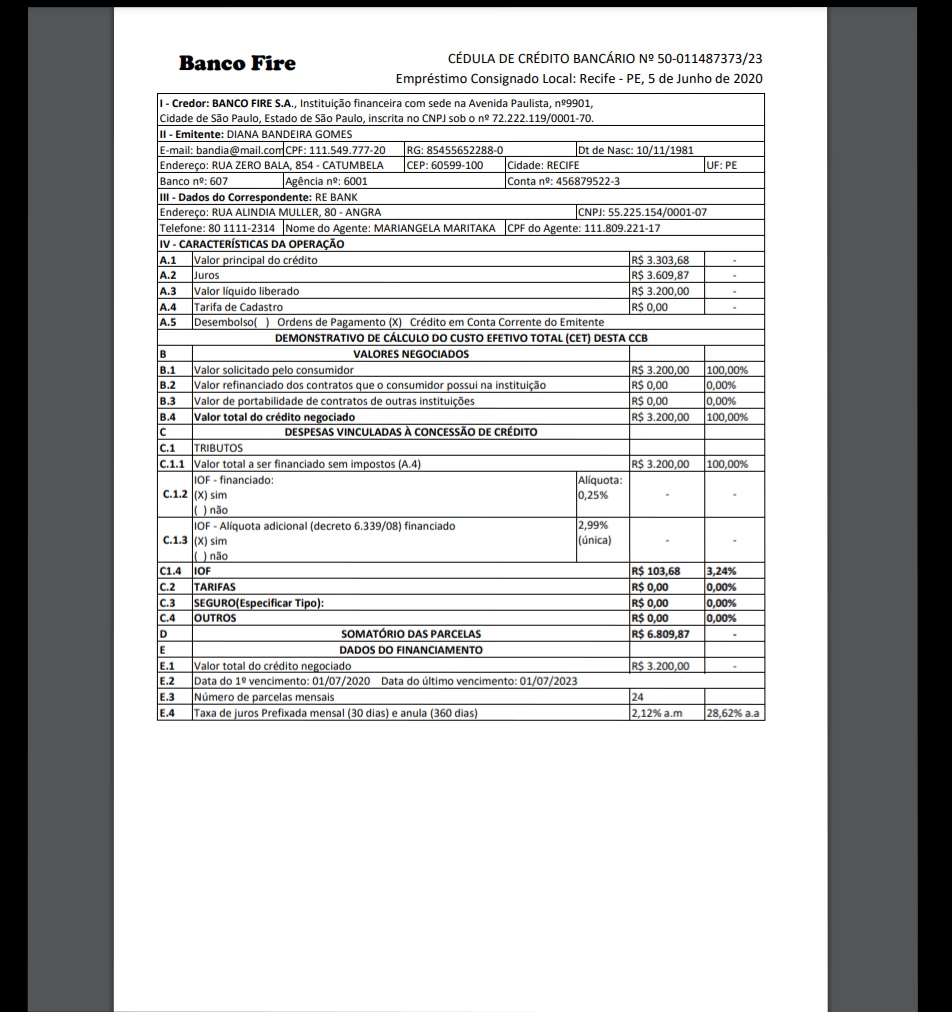 Banco Fire
CÉDULA DE CRÉDITO BANCÁRIO Nº 50-011487373/23
Empréstimo Consignado Local: Recife - PE, 5 de Junho de 2020
I - Credor: BANCO FIRE S.A., Instituição financeira com sede na Avenida Paulista, nº9901,
Cidade de São Paulo, Estado de São Paulo, inscrita no CNPJ sob o nº 72.222.119/0001-70.
II - Emitente: DIANA BANDEIRA GOMES
E-mail: bandia@mail.com CPF: 111.549.777-20 RG: 85455652288-0 Dt de Nasc: 10/11/1981
Endereço: RUA ZERO BALA, 854 - CATUMBELA CEP: 60599-100 Cidade: RECIFE UF: PE
Banco nº: 607 Agência nº: 6001 Conta nº: 456879522-3
III - Dados do Correspondente: RE BANK
Endereço: RUA ALINDIA MULLER, 80 - ANGRA CNPJ: 55.225.154/0001-07
Telefone: 80 1111-2314 Nome do Agente: MARIANGELA MARITAKA CPF do Agente: 111.809.221-17
IV - CARACTERÍSTICAS DA OPERAÇÃO
A.1 Valor principal do crédito R$ 3.303,68 -
A.2 Juros R$ 3.609,87 -
A.3 Valor líquido liberado R$ 3.200,00 -
A.4 Tarifa de Cadastro R$ 0,00 -
A.5 Desembolso( ) Ordens de Pagamento (X) Crédito em Conta Corrente do Emitente
DEMONSTRATIVO DE CÁLCULO DO CUSTO EFETIVO TOTAL (CET) DESTA CCB
B VALORES NEGOCIADOS
B.1 Valor solicitado pelo consumidor R$ 3.200,00 100,00%
B.2 Valor refinanciado dos contratos que o consumidor possui na instituição R$ 0,00 0,00%
B.3 Valor de portabilidade de contratos de outras instituições R$ 0,00 0,00%
B.4 Valor total do crédito negociado R$ 3.200,00 100,00%
C DESPESAS VINCULADAS À CONCESSÃO DE CRÉDITO
C.1 TRIBUTOS
C.1.1 Valor total a ser financiado sem impostos (A.4) R$ 3.200,00 100,00%
IOF - financiado: Alíquota:
C.1.2 (X) sim 0,25% - -
( ) não
IOF - Alíquota adicional (decreto 6.339/08) financiado 2,99%
C.1.3 (X) sim (única) - -
( ) não
C1.4 IOF R$ 103,68 3,24%
C.2 TARIFAS R$ 0,00 0,00%
C.3 SEGURO(Especificar Tipo): R$ 0,00 0,00%
C.4 OUTROS R$ 0,00 0,00%
D SOMATÓRIO DAS PARCELAS R$ 6.809,87 -
E DADOS DO FINANCIAMENTO
E.1 Valor total do crédito negociado R$ 3.200,00 -
E.2 Data do 1º vencimento: 01/07/2020 Data do último vencimento: 01/07/2023
E.3 Número de parcelas mensais 24
E.4 Taxa de juros Prefixada mensal (30 dias) e anula (360 dias) 2,12% a.m 28,62% a.a